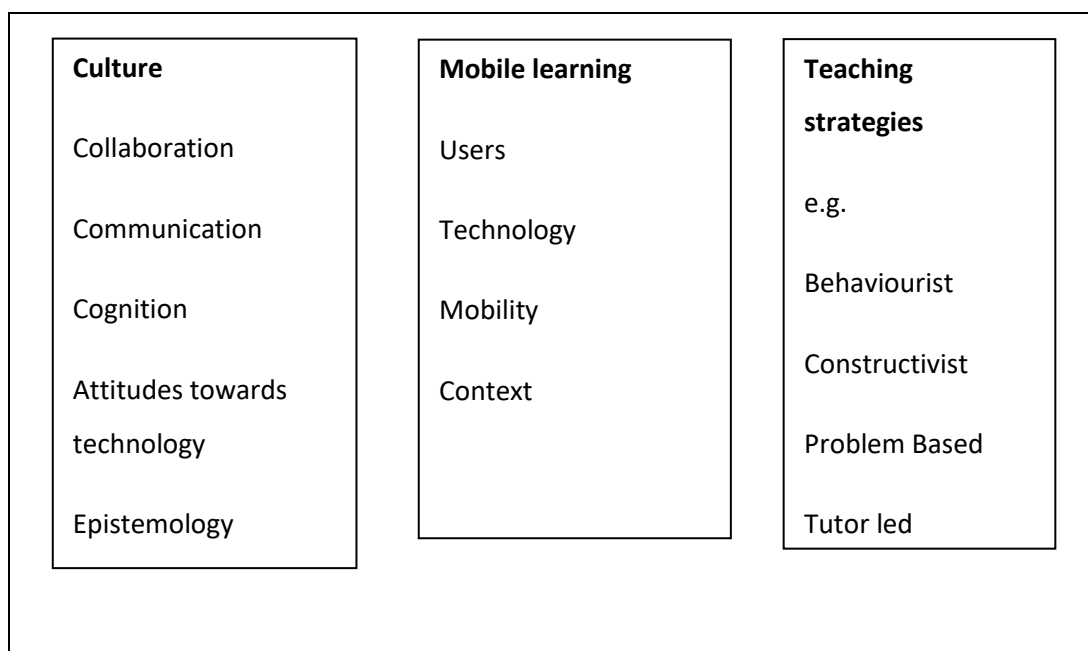 Culture
Collaboration
Communication
Cognition
Attitudes towards
technology
Epistemology
Mobile learning
Users
Technology
Mobility
Context
Teaching
strategies
e.g.
Behaviourist
Constructivist
Problem Based
Tutor led